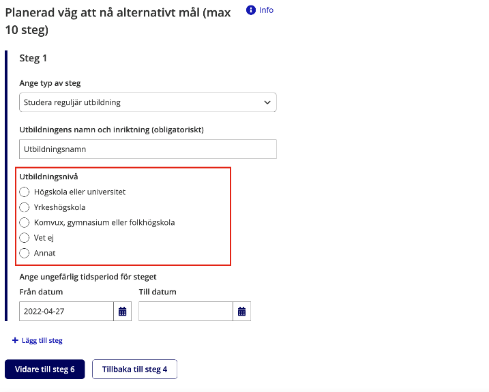 Planerad väg att nå alternativt mål (max
10 steg)
Info
Steg 1
Ange typ av steg
Studera reguljär utbildning
Utbildningens namn och inriktning (obligatoriskt)
Utbildningsnamn
Utbildningsnivå
Högskola eller universitet
Yrkeshögskola
Komvux, gymnasium eller folkhögskola
Vet ej
Annat
Ange ungefärlig tidsperiod för steget
Från datum Till datum
2022-04-27
+ Lägg till steg
Vidare till steg 6 Tillbaka till steg 4